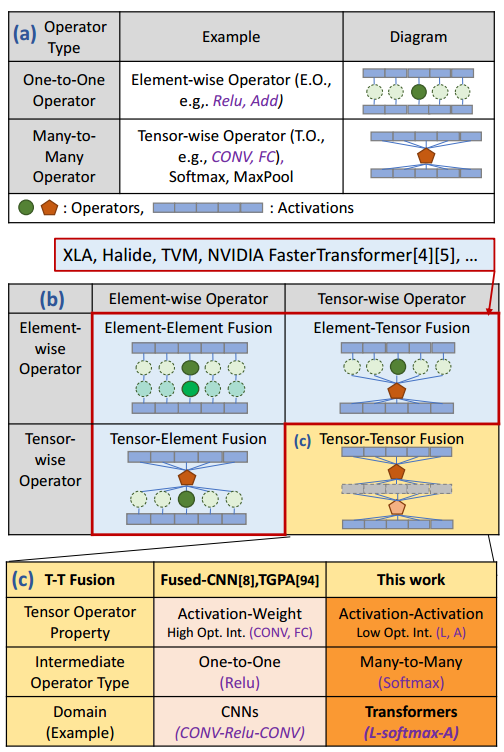 (a) Operator Type Example Diagram
One-to-One Operator Element-wise Operator (E.O., e.g,. Relu, Add)
Many-to-Many Operator Tensor-wise Operator (T.O., e.g., CONV, FC), Softmax, MaxPool
: Operators, : Activations
XLA, Halide, TVM, NVIDIA FasterTransformer[4][5], ...
(b) Element-wise Operator Tensor-wise Operator
Element-wise Operator Element-Element Fusion Element-Tensor Fusion
Tensor-wise Operator Tensor-Element Fusion (c) Tensor-Tensor Fusion
(c) T-T Fusion Fused-CNN[8],TGPA[94] This work
Tensor Operator Property Activation-Weight High Opt. Int. (CONV, FC) Activation-Activation Low Opt. Int. (L, A)
Intermediate Operator Type One-to-One (Relu) Many-to-Many (Softmax)
Domain (Example) CNNs (CONV-Relu-CONV) Transformers (L-softmax-A)